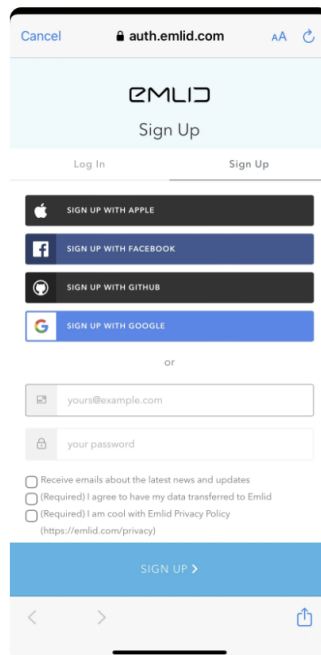 Cancel
auth.emlid.com
AA
EMLID
Sign Up
Log In
Sign Up
SIGN UP WITH APPLE
SIGN UP WITH FACEBOOK
SIGN UP WITH GITHUB
SIGN UP WITH GOOGLE
or
yours@example.com
your password
Receive emails about the latest news and updates
(Required) I agree to have my data transferred to Emlid
(Required) I am cool with Emlid Privacy Policy
(https://emlid.com/privacy)
SIGN UP